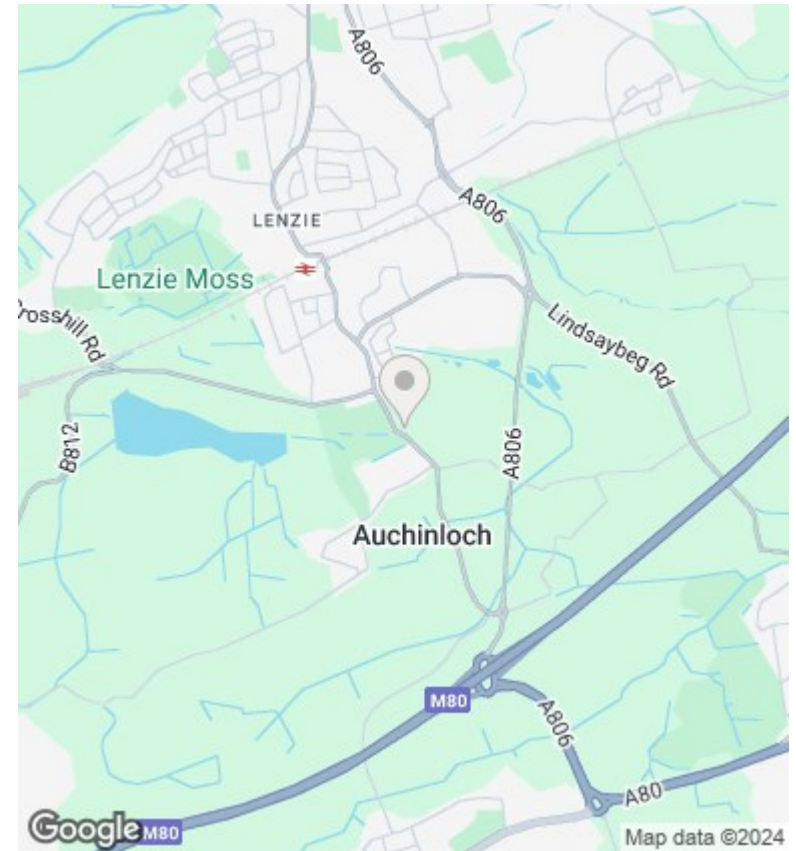 A806
A806
LENZIE
Lenzie Moss
Crosshill Rd
Lindsaybeg Rd
B812
A806
Auchinloch
M80
A806
A80
Google
M80
Map data ©2024